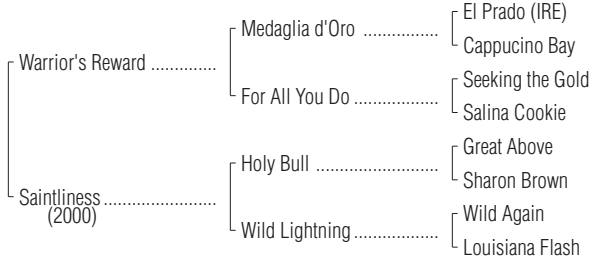 El Prado (IRE)
Medaglia d'Oro ................
Cappucino Bay
Warrior's Reward ..............
Seeking the Gold
For All You Do ..................
Salina Cookie
Great Above
Holy Bull .........................
Sharon Brown
Saintliness ........................
(2000)
Wild Again
Wild Lightning ..................
Louisiana Flash